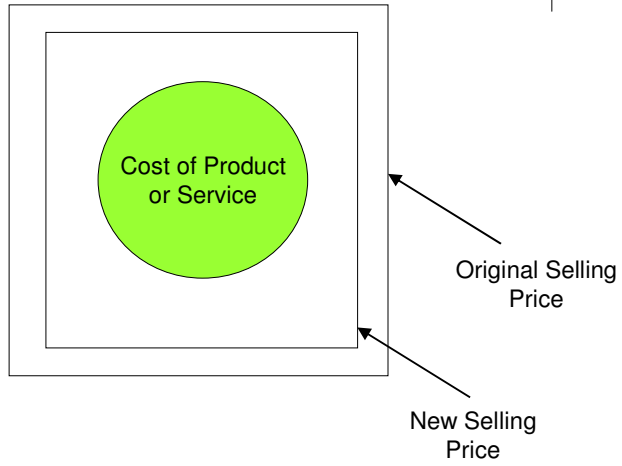 Cost of Product
or Service
Original Selling
Price
New Selling
Price